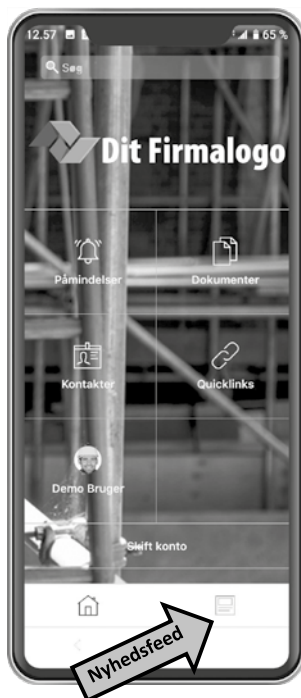 12.57
65 %
Søg
Dit Firmalogo
Påmindelser
Dokumenter
Kontakter
Quicklinks
Demo Bruger
Skift konto
Nyhedsfeed